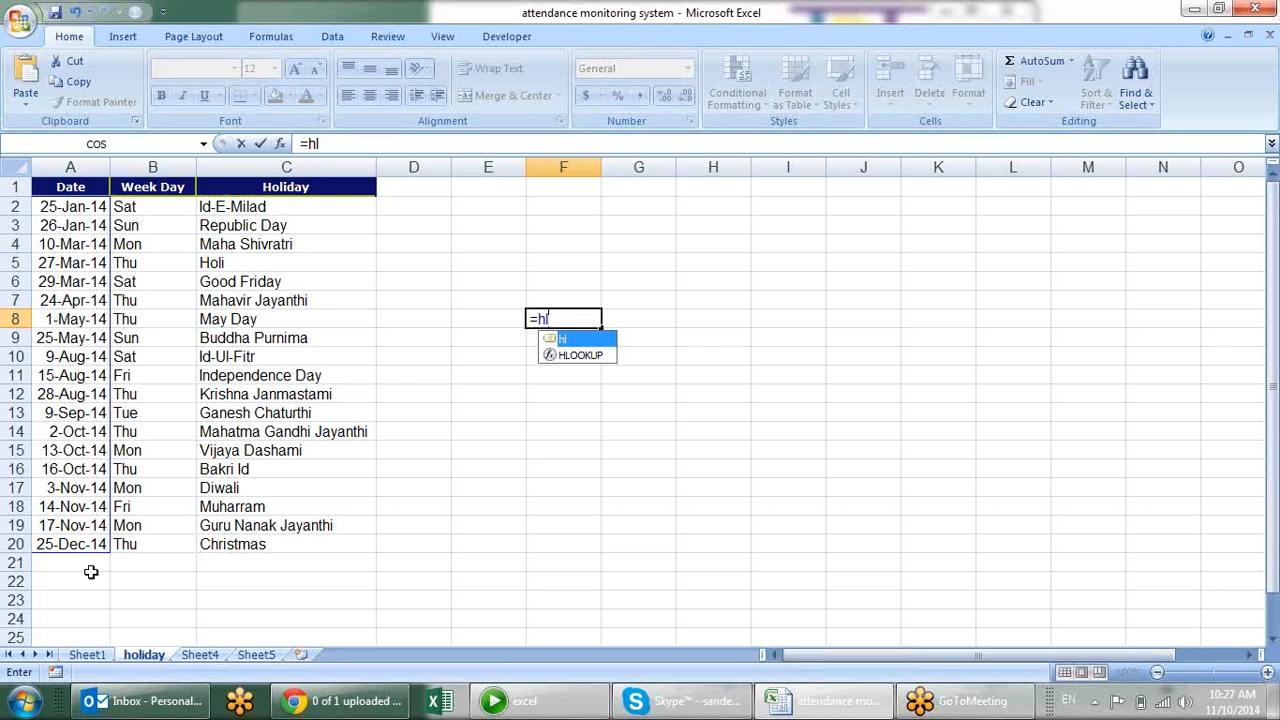 attendance monitoring system - Microsoft Excel
Home Insert Page Layout Formulas Data Review View Developer
Paste Cut Copy Format Painter 12 Wrap Text Merge & Center General $ % , Conditional Formatting Format as Table Cell Styles Insert Delete Format AutoSum Fill Clear Sort & Filter Find & Select
Clipboard Font Alignment Number Styles Cells Editing
COS =hl
A B C D E F G H I J K L M N O
1 Date Week Day Holiday
2 25-Jan-14 Sat Id-E-Milad
3 26-Jan-14 Sun Republic Day
4 10-Mar-14 Mon Maha Shivratri
5 27-Mar-14 Thu Holi
6 29-Mar-14 Sat Good Friday
7 24-Apr-14 Thu Mahavir Jayanthi
8 1-May-14 Thu May Day =hl
9 25-May-14 Sun Buddha Purnima hl
10 9-Aug-14 Sat Id-Ul-Fitr HLOOKUP
11 15-Aug-14 Fri Independence Day
12 28-Aug-14 Thu Krishna Janmastami
13 9-Sep-14 Tue Ganesh Chaturthi
14 2-Oct-14 Thu Mahatma Gandhi Jayanthi
15 13-Oct-14 Mon Vijaya Dashami
16 16-Oct-14 Thu Bakri Id
17 3-Nov-14 Mon Diwali
18 14-Nov-14 Fri Muharram
19 17-Nov-14 Mon Guru Nanak Jayanthi
20 25-Dec-14 Thu Christmas
21
22
23
24
25
Sheet1 holiday Sheet4 Sheet5
Enter 100%
Inbox - Personal... 0 of 1 uploaded ... excel Skype™ - sande... attendance mo... GoToMeeting EN 10:27 AM
11/10/2014